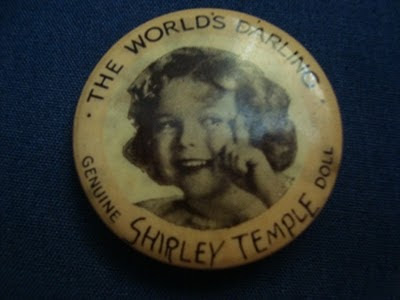 · THE WORLD'S DARLING ·
GENUINE SHIRLEY TEMPLE DOLL